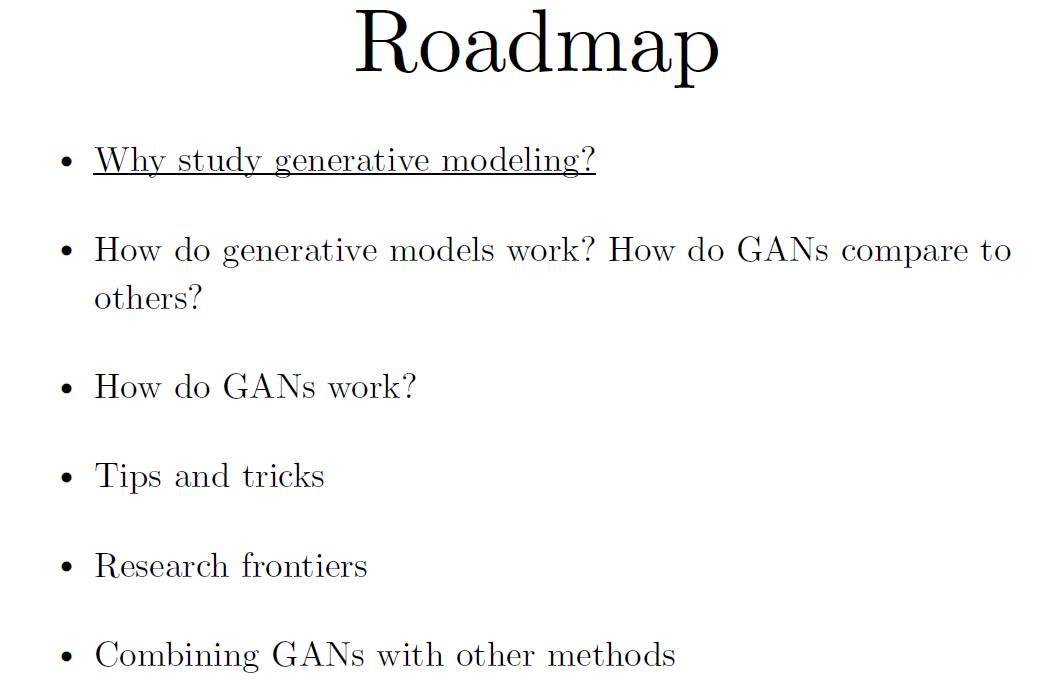 Roadmap
• Why study generative modeling?
• How do generative models work? How do GANs compare to
others?
• How do GANs work?
• Tips and tricks
• Research frontiers
• Combining GANs with other methods